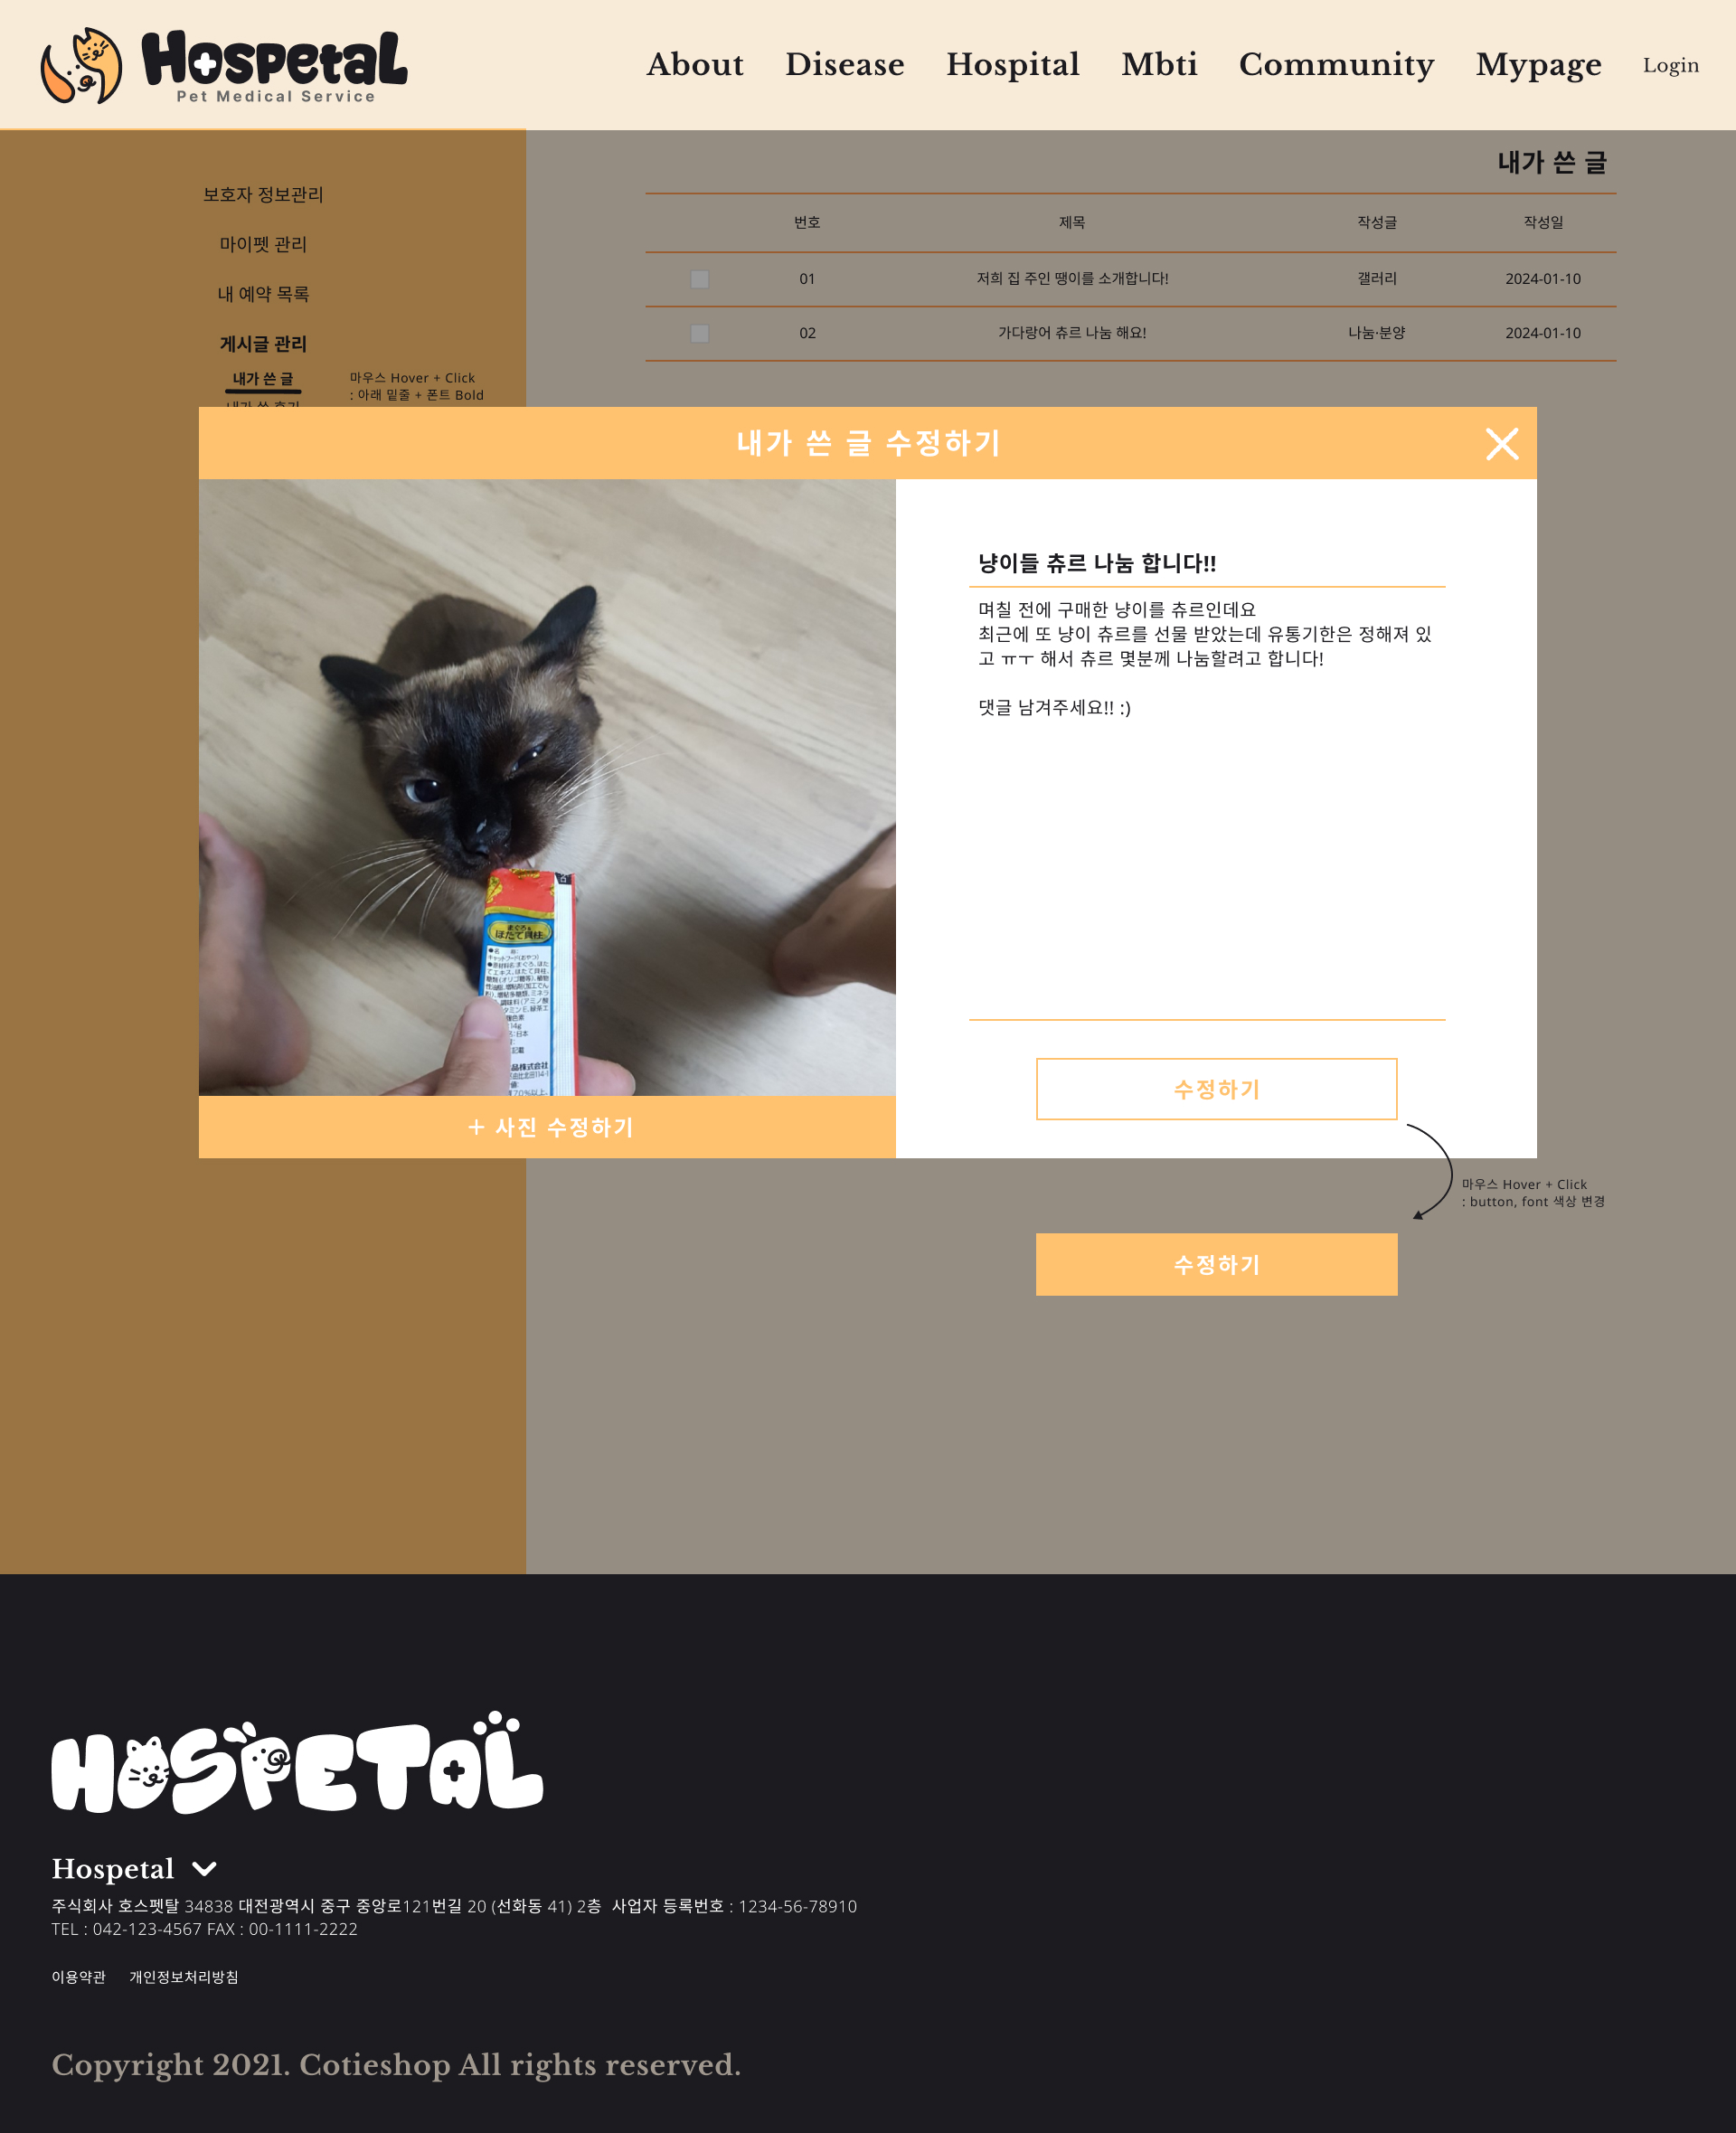 Hospetal
Pet Medical Service
About Disease Hospital Mbti Community Mypage Login
보호자 정보관리
마이펫 관리
내 예약 목록
게시글 관리
내가 쓴 글
마우스 Hover + Click
: 아래 밑줄 + 폰트 Bold
내가 쓴 글
번호 제목 작성글 작성일
01 저희 집 주인 땡이를 소개합니다! 갤러리 2024-01-10
02 가다랑어 츄르 나눔 해요! 나눔·분양 2024-01-10
내가 쓴 글 수정하기
まぐろ&
ほたて貝柱
냥이들 츄르 나눔 합니다!!
며칠 전에 구매한 냥이를 츄르인데요
최근에 또 냥이 츄르를 선물 받았는데 유통기한은 정해져 있
고 ㅠㅜ 해서 츄르 몇분께 나눔할려고 합니다!
댓글 남겨주세요!! :)
+ 사진 수정하기
수정하기
마우스 Hover + Click
: button, font 색상 변경
수정하기
HOSPETAL
Hospetal
주식회사 호스펫탈 34838 대전광역시 중구 중앙로121번길 20 (선화동 41) 2층 사업자 등록번호 : 1234-56-78910
TEL : 042-123-4567 FAX : 00-1111-2222
이용약관 개인정보처리방침
Copyright 2021. Cotieshop All rights reserved.